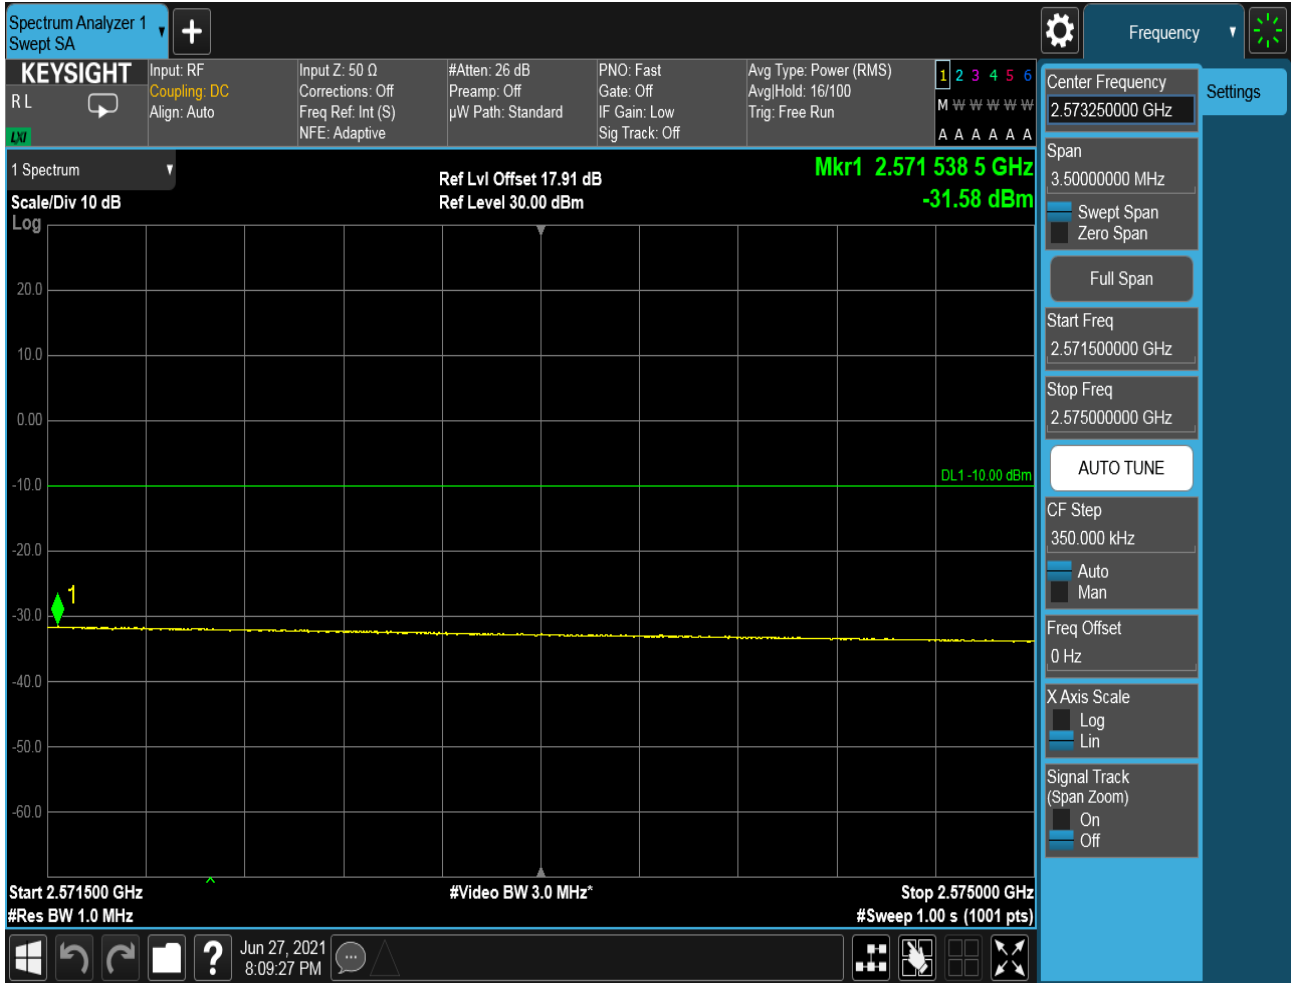 Spectrum Analyzer 1
Swept SA
Frequency
KEYSIGHT
R L
LXI
Input: RF
Coupling: DC
Align: Auto
Input Z: 50 Ω
Corrections: Off
Freq Ref: Int (S)
NFE: Adaptive
#Atten: 26 dB
Preamp: Off
µW Path: Standard
PNO: Fast
Gate: Off
IF Gain: Low
Sig Track: Off
Avg Type: Power (RMS)
Avg|Hold: 16/100
Trig: Free Run
1 2 3 4 5 6
M W W W W W
A A A A A A
1 Spectrum
Scale/Div 10 dB
Log
Ref Lvl Offset 17.91 dB
Ref Level 30.00 dBm
Mkr1 2.571 538 5 GHz
-31.58 dBm
20.0
10.0
0.00
-10.0
DL1 -10.00 dBm
-20.0
1
-30.0
-40.0
-50.0
-60.0
Start 2.571500 GHz
#Video BW 3.0 MHz*
Stop 2.575000 GHz
#Res BW 1.0 MHz
#Sweep 1.00 s (1001 pts)
Jun 27, 2021
8:09:27 PM
?
Center Frequency
2.573250000 GHz
Settings
Span
3.50000000 MHz
Swept Span
Zero Span
Full Span
Start Freq
2.571500000 GHz
Stop Freq
2.575000000 GHz
AUTO TUNE
CF Step
350.000 kHz
Auto
Man
Freq Offset
0 Hz
X Axis Scale
Log
Lin
Signal Track
(Span Zoom)
On
Off